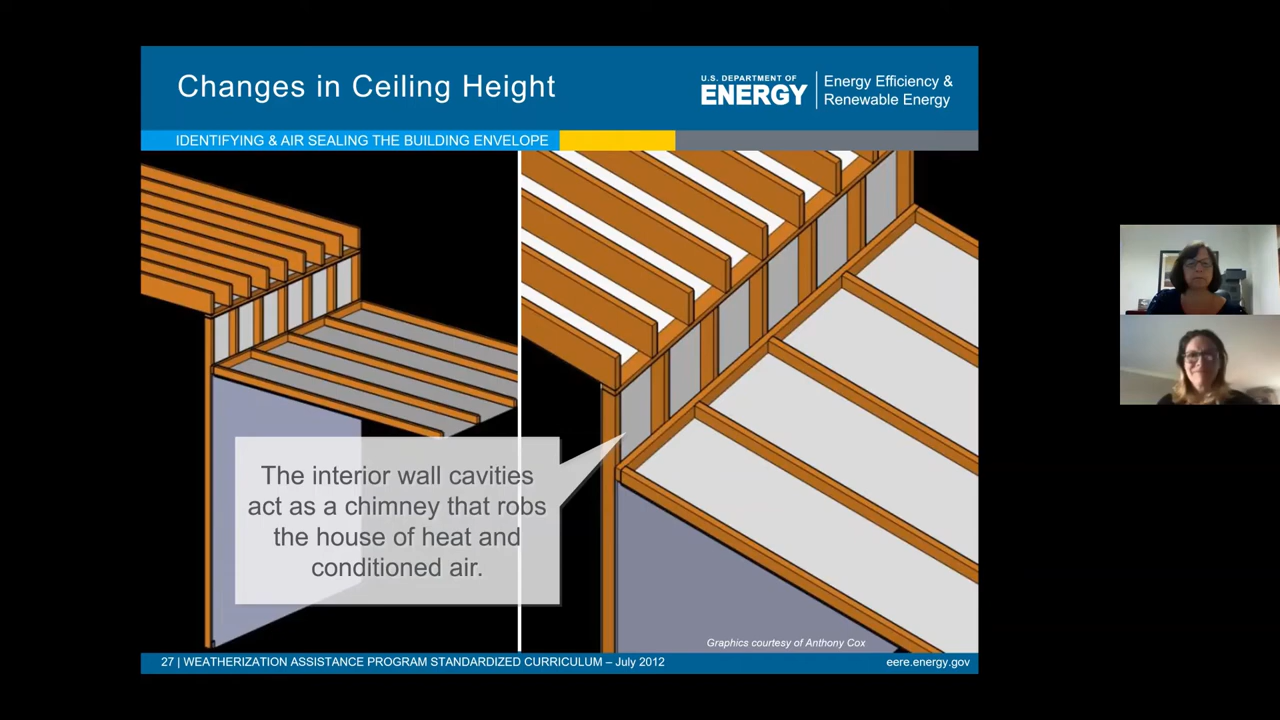 Changes in Ceiling Height
U.S. DEPARTMENT OF
ENERGY
Energy Efficiency &
Renewable Energy
IDENTIFYING & AIR SEALING THE BUILDING ENVELOPE
The interior wall cavities
act as a chimney that robs
the house of heat and
conditioned air.
Graphics courtesy of Anthony Cox
27 | WEATHERIZATION ASSISTANCE PROGRAM STANDARDIZED CURRICULUM – July 2012
eere.energy.gov